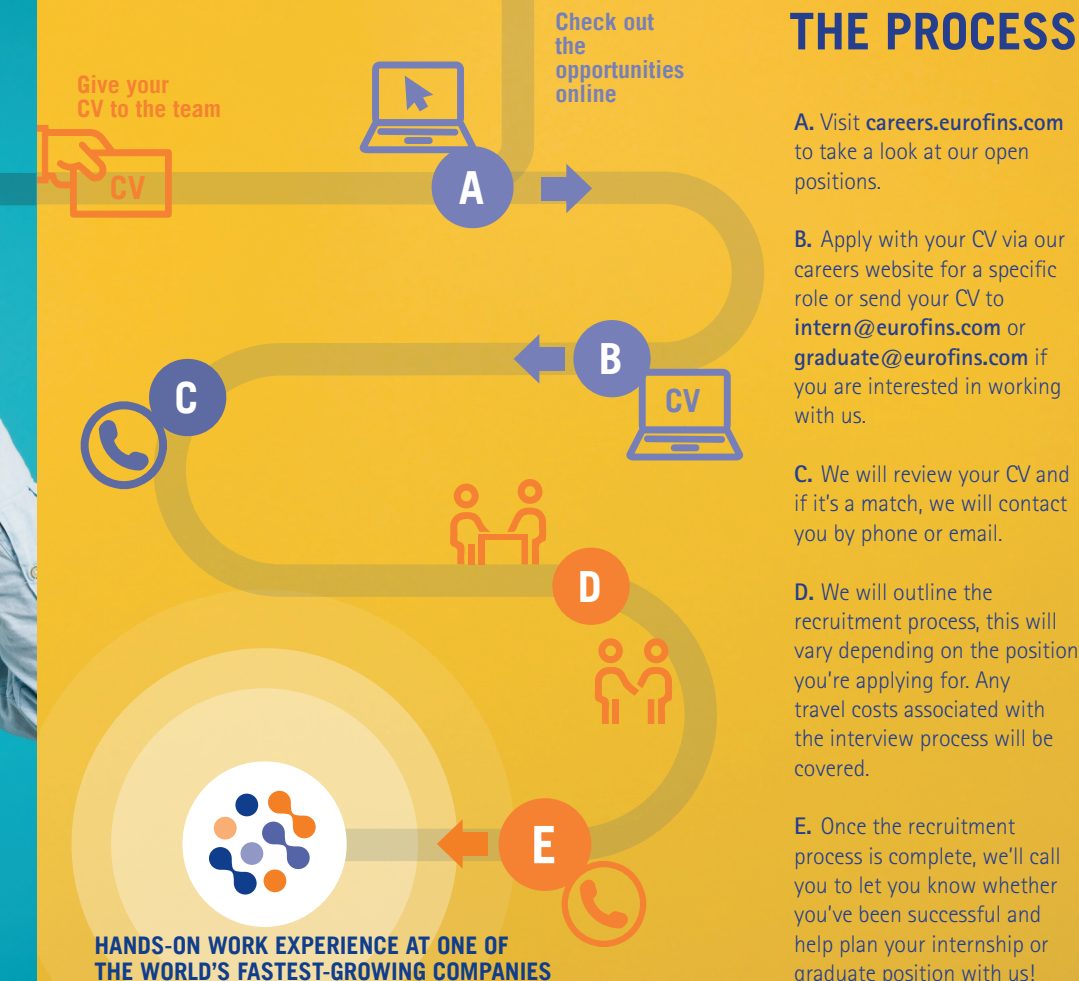 Check out
the
opportunities
online
Give your
CV to the team
CV
A
B
CV
C
D
E
HANDS-ON WORK EXPERIENCE AT ONE OF
THE WORLD'S FASTEST-GROWING COMPANIES
THE PROCESS
A. Visit careers.eurofins.com
to take a look at our open
positions.
B. Apply with your CV via our
careers website for a specific
role or send your CV to
intern@eurofins.com or
graduate@eurofins.com if
you are interested in working
with us.
C. We will review your CV and
if it's a match, we will contact
you by phone or email.
D. We will outline the
recruitment process, this will
vary depending on the position
you're applying for. Any
travel costs associated with
the interview process will be
covered.
E. Once the recruitment
process is complete, we'll call
you to let you know whether
you've been successful and
help plan your internship or
graduate position with us!